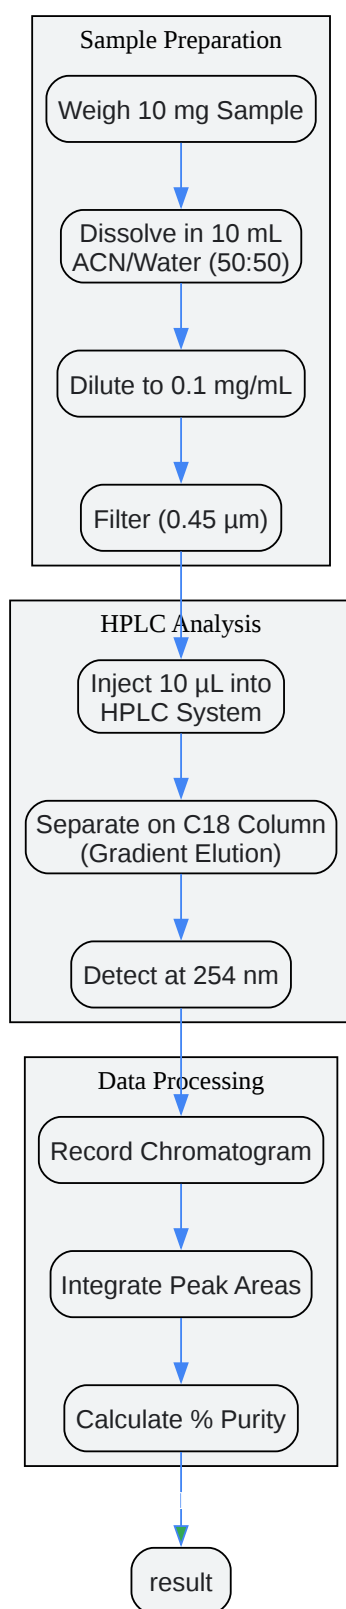 Sample Preparation
Weigh 10 mg Sample
Dissolve in 10 mL
ACN/Water (50:50)
Dilute to 0.1 mg/mL
Filter (0.45 µm)
HPLC Analysis
Inject 10 µL into
HPLC System
Separate on C18 Column
(Gradient Elution)
Detect at 254 nm
Data Processing
Record Chromatogram
Integrate Peak Areas
Calculate % Purity
result